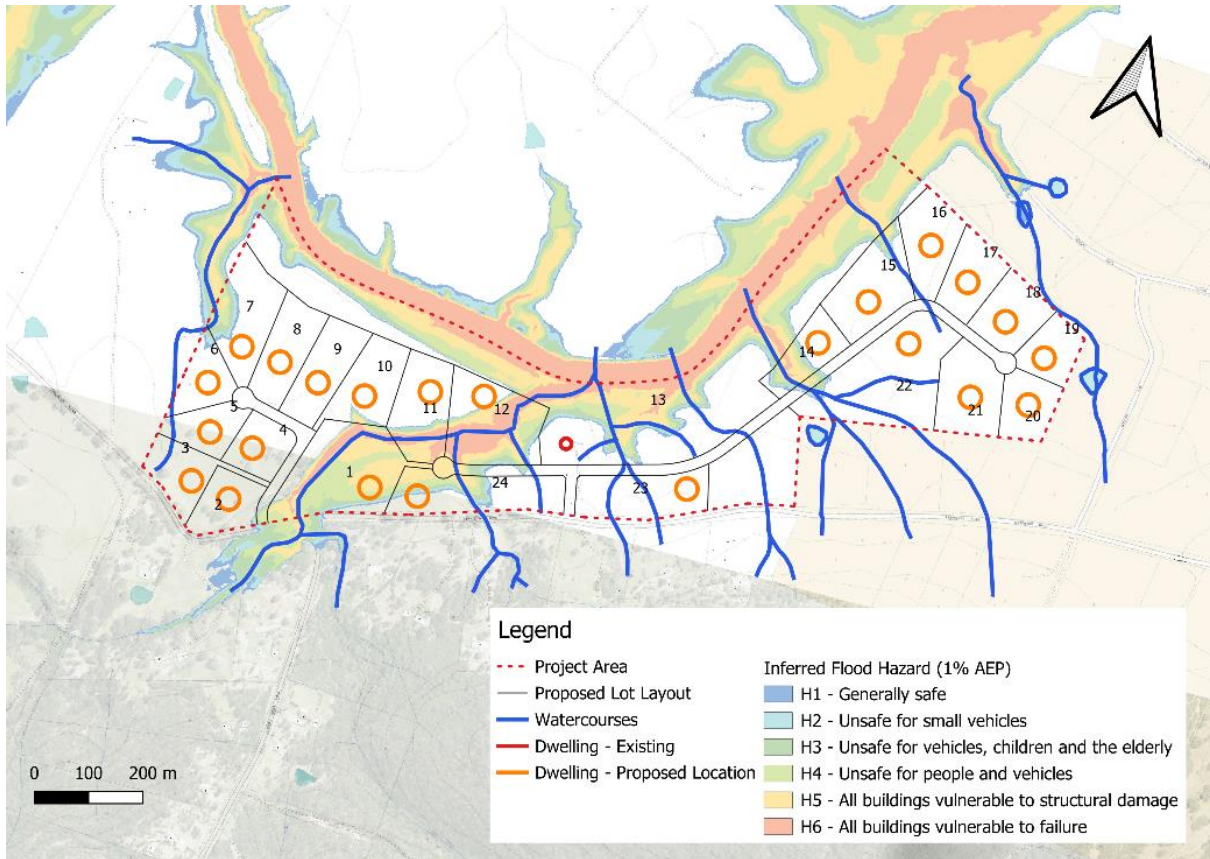 16
17
15
18
19
7
8
6
9
14
10
22
13
11
12
21
20
5
4
3
1
24
23
2
Legend
Project Area
Proposed Lot Layout
Watercourses
Dwelling - Existing
Dwelling - Proposed Location
Inferred Flood Hazard (1% AEP)
H1 - Generally safe
H2 - Unsafe for small vehicles
H3 - Unsafe for vehicles, children and the elderly
H4 - Unsafe for people and vehicles
H5 - All buildings vulnerable to structural damage
H6 - All buildings vulnerable to failure
0 100 200 m